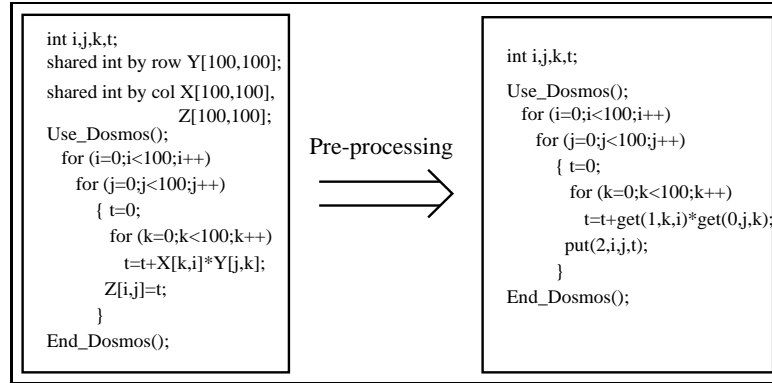 int i,j,k,t;
shared int by row Y[100,100];
shared int by col X[100,100],
Z[100,100];
Use_Dosmos();
for (i=0;i<100;i++)
for (j=0;j<100;j++)
{ t=0;
for (k=0;k<100;k++)
t=t+X[k,i]*Y[j,k];
Z[i,j]=t;
}
End_Dosmos();
Pre-processing
int i,j,k,t;
Use_Dosmos();
for (i=0;i<100;i++)
for (j=0;j<100;j++)
{ t=0;
for (k=0;k<100;k++)
t=t+get(1,k,i)*get(0,j,k);
put(2,i,j,t);
}
End_Dosmos();